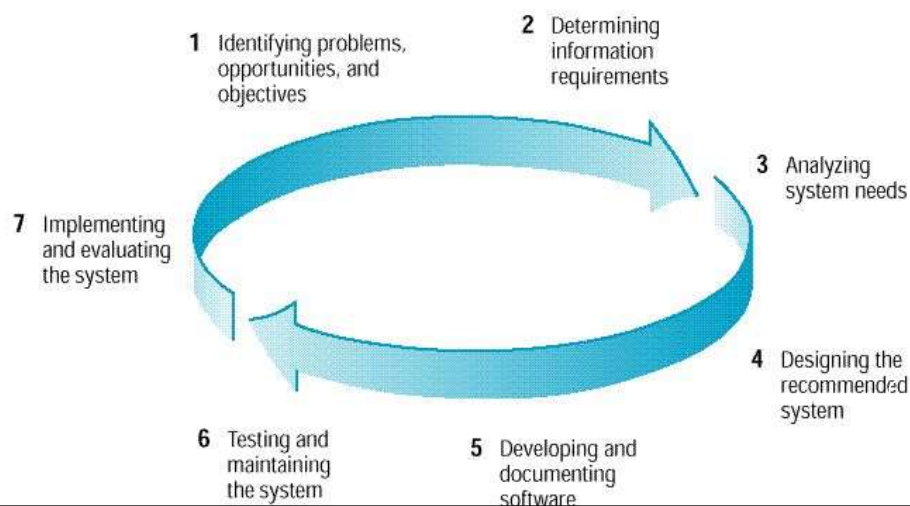 1 Identifying problems,
opportunities, and
objectives
2 Determining
information
requirements
3 Analyzing
system needs
4 Designing the
recommended
system
5 Developing and
documenting
software
6 Testing and
maintaining
the system
7 Implementing
and evaluating
the system